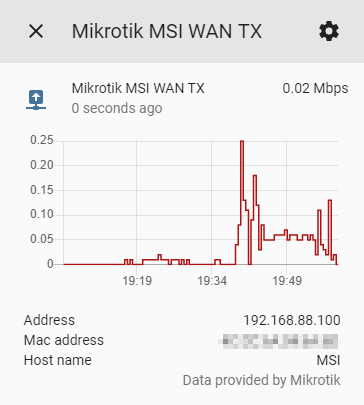 Mikrotik MSI WAN TX
Mikrotik MSI WAN TX 0.02 Mbps
0 seconds ago
0.25
0.20
0.15
0.10
0.05
0
19:19 19:34 19:49
Address 192.168.88.100
Mac address
Host name MSI
Data provided by Mikrotik